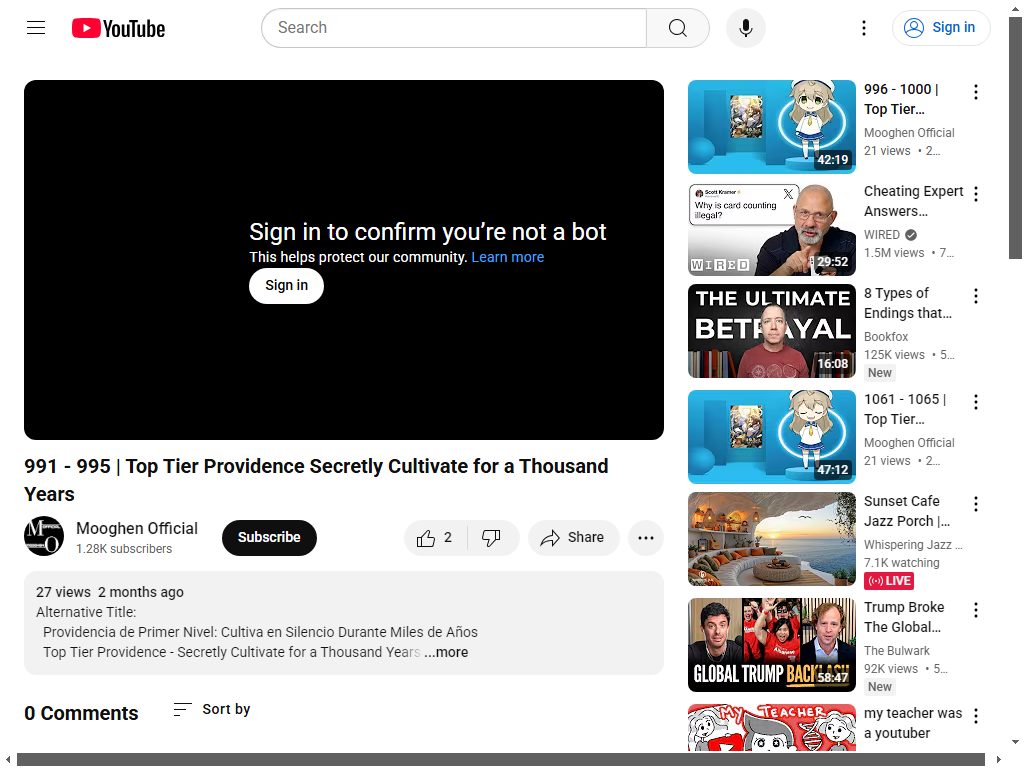 YouTube
Search
Sign in
Sign in to confirm you're not a bot
This helps protect our community. Learn more
Sign in
991 - 995 | Top Tier Providence Secretly Cultivate for a Thousand
Years
Mooghen Official
1.28K subscribers
Subscribe
2
Share
27 views 2 months ago
Alternative Title:
Providencia de Primer Nivel: Cultiva en Silencio Durante Miles de Años
Top Tier Providence - Secretly Cultivate for a Thousand Years ...more
0 Comments
Sort by
42:19
996 - 1000 |
Top Tier…
Mooghen Official
21 views • 2…
Scott Kramer
X
Why is card counting
illegal?
WIRED
29:52
Cheating Expert
Answers…
WIRED
1.5M views • 7…
THE ULTIMATE
BETRAYAL
16:08
8 Types of
Endings that…
Bookfox
125K views • 5…
New
47:12
1061 - 1065 |
Top Tier…
Mooghen Official
21 views • 2…
Sunset Cafe
Jazz Porch |…
Whispering Jazz …
7.1K watching
LIVE
GLOBAL TRUMP BACKLASH
58:47
Trump Broke
The Global…
The Bulwark
92K views • 5…
New
MY TEACHER
my teacher was
a youtuber